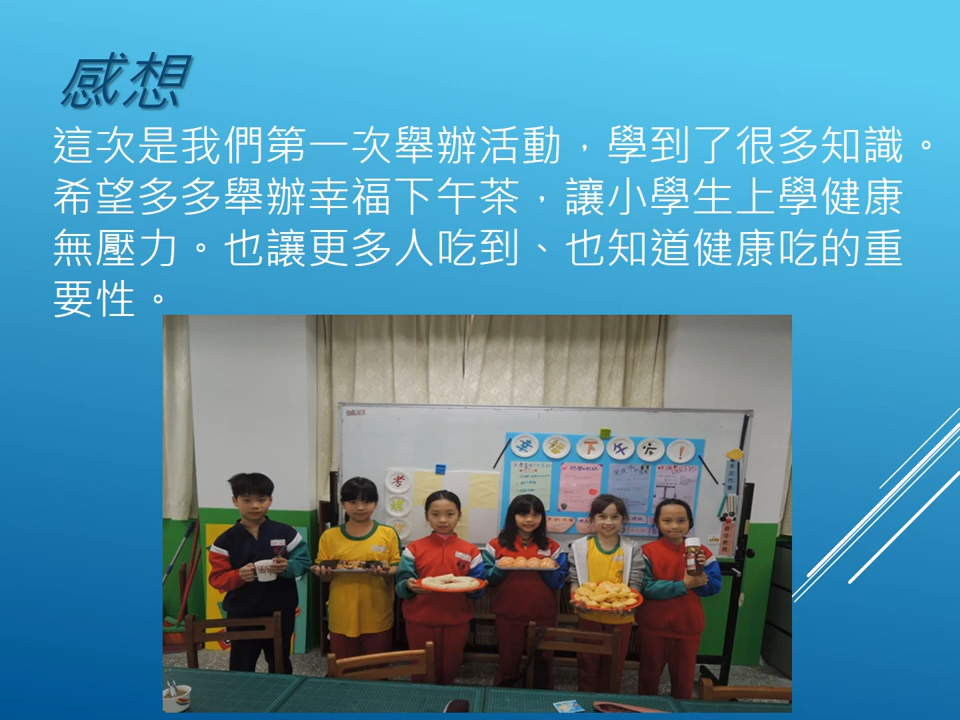 感想
這次是我們第一次舉辦活動，學到了很多知識。
希望多多舉辦幸福下午茶，讓小學生上學健康
無壓力。也讓更多人吃到、也知道健康吃的重
要性。
幸福下午茶！